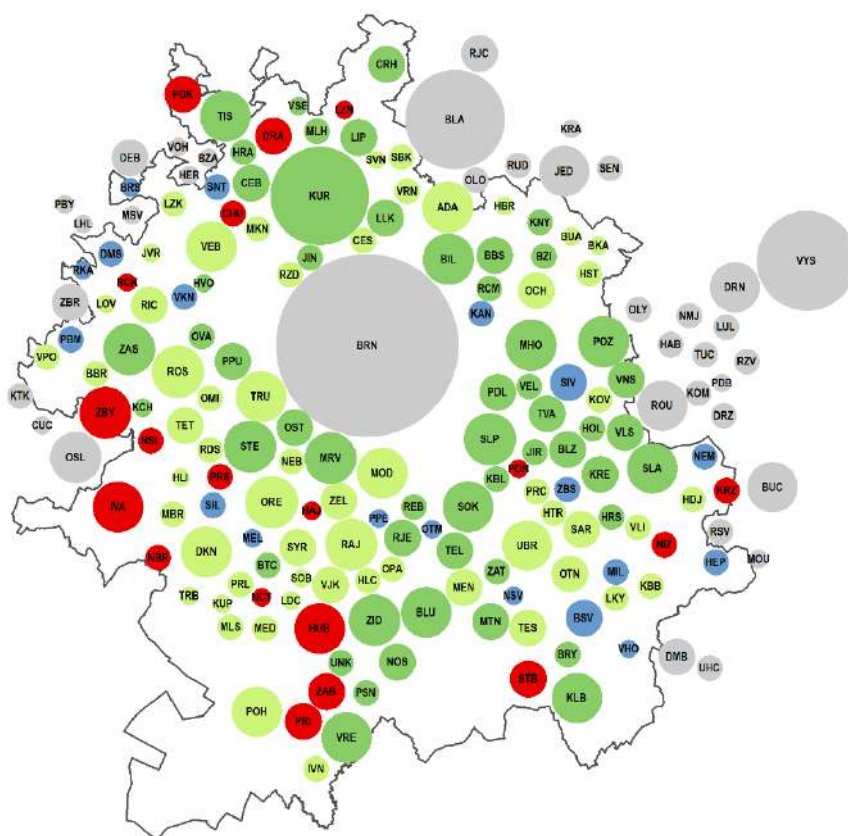 RJC
CRH
PDK
VSE
LZN
TIS
BLA
DRA
MLH
LIP
KRA
VOH
DEB
BZA
HRA
SVN
SBK
RUD
JED
SEN
HER
BRS
SNT
CEB
KUR
VRN
OLO
PBY
LZK
CHU
LLK
ADA
HBR
LHL
MSV
MKN
KNY
VEB
CES
BUA
BKA
DMS
JVR
JIN
BIL
BBS
BZI
VYS
RKA
RZD
HST
HVO
RCM
OCH
DRN
ZBR
LOV
RIC
VKN
KAN
OLY
NMJ
LUL
PBM
OVA
BRN
MHO
POZ
HAB
VPO
ZAS
PPU
TUC
RZV
BBR
ROS
SIV
VNS
PDB
KTK
OMI
TRU
PDL
VEL
KOV
ROU
KOM
ZBY
KCH
TVA
DRZ
CUC
TET
OST
HOL
VLS
NSL
STE
SLP
RDS
JIR
BLZ
NEM
OSL
NEB
MRV
SLA
HLI
MOD
KBL
KRE
PRC
ZBS
KRZ
BUC
SIL
ORE
ZEL
REB
SOK
HDJ
IVA
MBR
HAJ
PPE
HTR
HRS
VLI
RSV
OTM
SAR
MEL
RJE
SYR
RAJ
TEL
UBR
NIZ
DKN
NBR
BTC
OPA
MOU
HEP
ZAT
OTN
MIL
SOB
HLC
PRL
VJK
MEN
KBB
TRB
KUP
LDC
NSV
LKY
MLS
MED
HUB
ZID
BLU
MTN
TES
BSV
VHO
BRY
UNK
NOS
DMB
UHC
STB
ZAB
PSN
KLB
POH
PRI
VRE
IVN